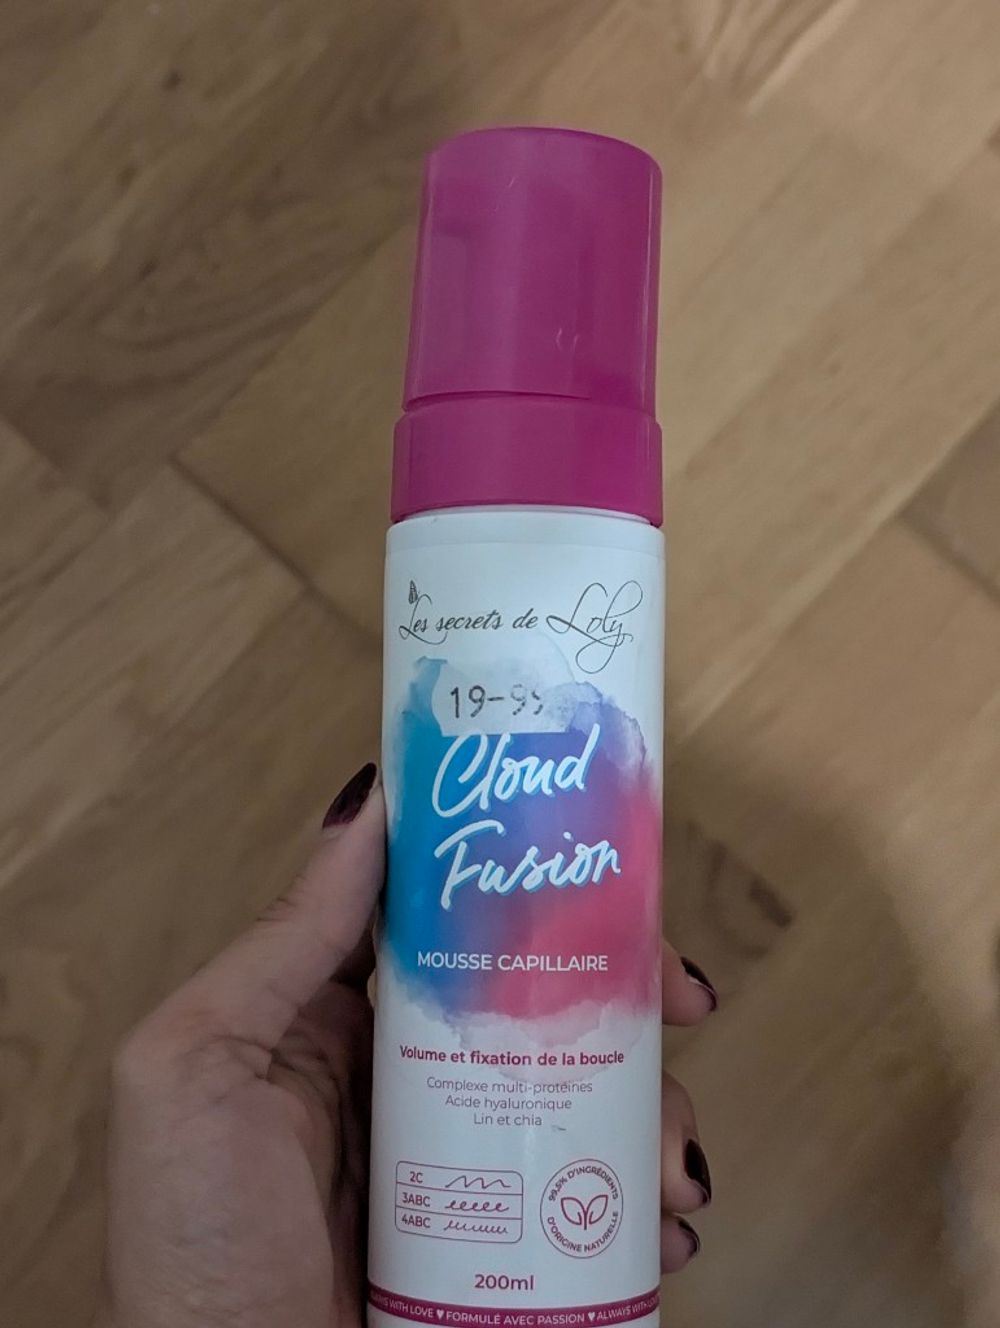 Les secrets de Loly
19-99
Cloud
Fusion
MOUSSE CAPILLAIRE
Volume et fixation de la boucle
Complexe multi-protéines
Acide hyaluronique
Lin et chia
2C
3ABC
4ABC
99,5% D'INGRÉDIENTS
D'ORIGINE NATURELLE
200ml
WITH LOVE ♥ FORMULÉ AVEC PASSION ♥ ALWAYS WITH